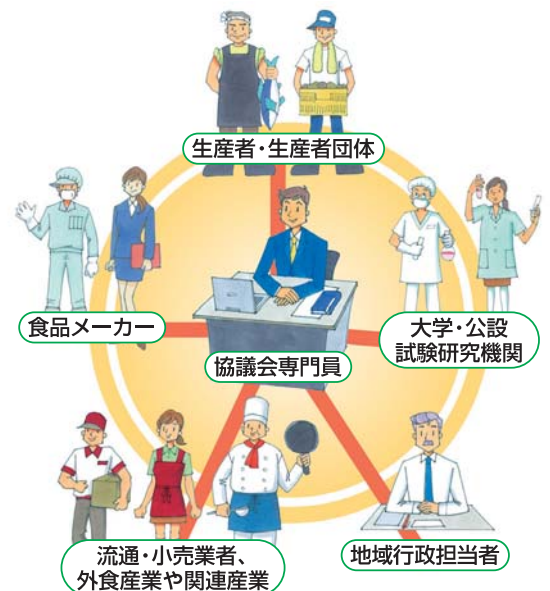 生産者・生産者団体
食品メーカー
大学・公設
試験研究機関
協議会専門員
流通・小売業者、
外食産業や関連産業
地域行政担当者